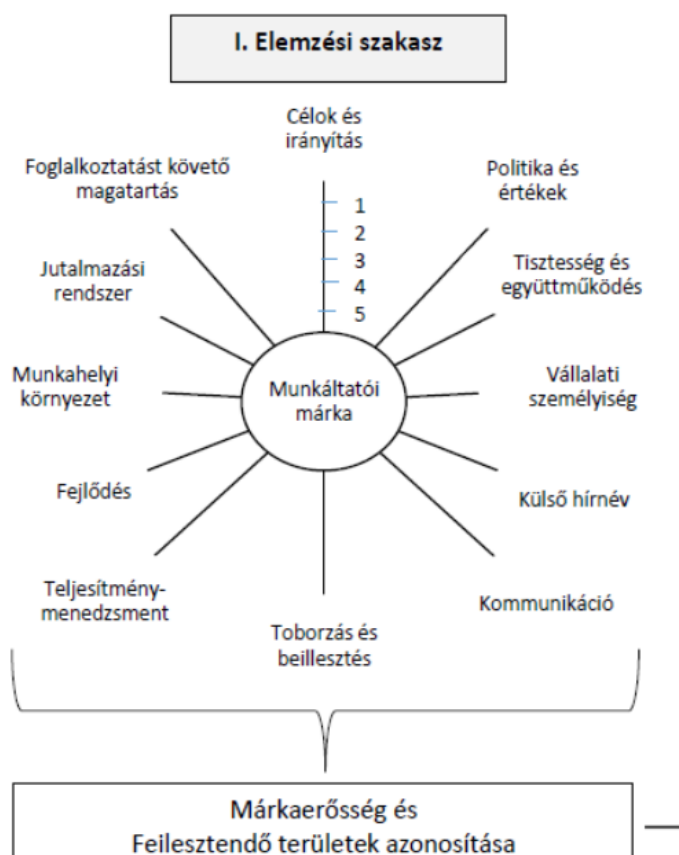 I. Elemzési szakasz
Célok és
irányítás
Foglalkoztatást követő
magatartás
Politika és
értékek
1
2
3
4
5
Jutalmazási
rendszer
Tisztesség és
együttműködés
Munkahelyi
környezet
Munkáltatói
márka
Vállalati
személyiség
Fejlődés
Külső hírnév
Teljesítmény-
menedzsment
Kommunikáció
Toborzás és
beillesztés
Márkaerősség és
Fejlesztendő területek azonosítása